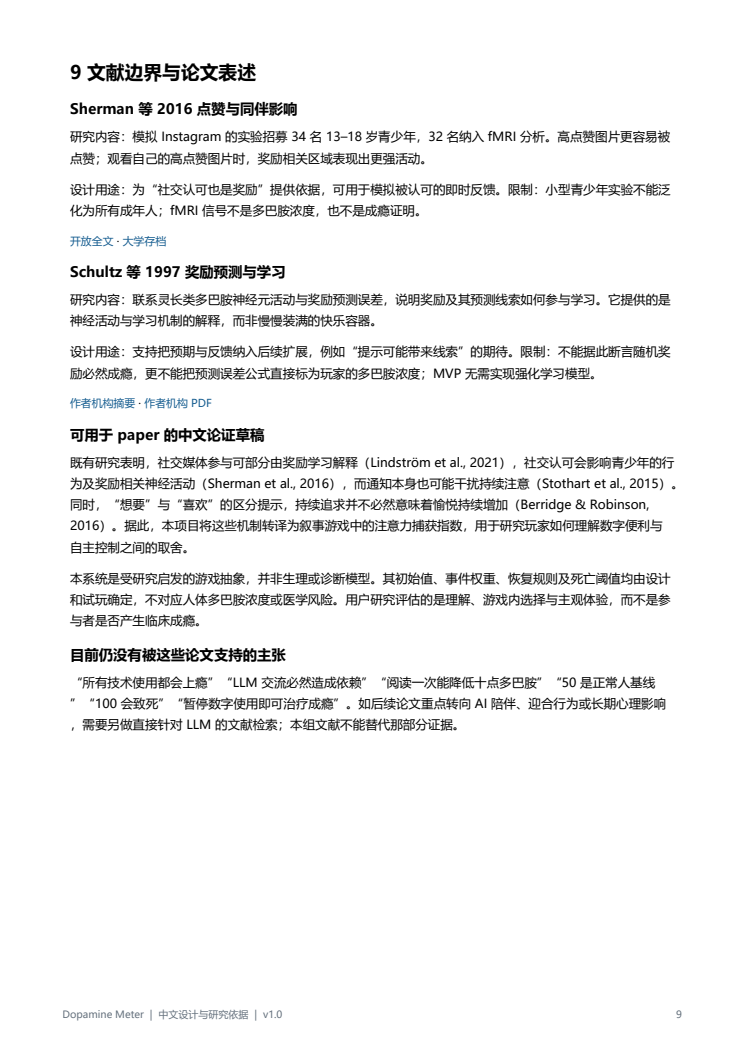 9 文献边界与论文表述
Sherman 等 2016 点赞与同伴影响
研究内容：模拟 Instagram 的实验招募 34 名 13–18 岁青少年，32 名纳入 fMRI 分析。高点赞图片更容易被
点赞；观看自己的高点赞图片时，奖励相关区域表现出更强活动。
设计用途：为“社交认可也是奖励”提供依据，可用于模拟被认可的即时反馈。限制：小型青少年实验不能泛
化为所有成年人；fMRI 信号不是多巴胺浓度，也不是成瘾证明。
开放全文 · 大学存档
Schultz 等 1997 奖励预测与学习
研究内容：联系灵长类多巴胺神经元活动与奖励预测误差，说明奖励及其预测线索如何参与学习。它提供的是
神经活动与学习机制的解释，而非慢慢装满的快乐容器。
设计用途：支持把预期与反馈纳入后续扩展，例如“提示可能带来线索”的期待。限制：不能据此断言随机奖
励必然成瘾，更不能把预测误差公式直接标为玩家的多巴胺浓度；MVP 无需实现强化学习模型。
作者机构摘要 · 作者机构 PDF
可用于 paper 的中文论证草稿
既有研究表明，社交媒体参与可部分由奖励学习解释（Lindström et al., 2021），社交认可会影响青少年的行
为及奖励相关神经活动（Sherman et al., 2016），而通知本身也可能干扰持续注意（Stothart et al., 2015）。
同时，“想要”与“喜欢”的区分提示，持续追求并不必然意味着愉悦持续增加（Berridge & Robinson,
2016）。据此，本项目将这些机制转译为叙事游戏中的注意力捕获指数，用于研究玩家如何理解数字便利与
自主控制之间的取舍。
本系统是受研究启发的游戏抽象，并非生理或诊断模型。其初始值、事件权重、恢复规则及死亡阈值均由设计
和试玩确定，不对应人体多巴胺浓度或医学风险。用户研究评估的是理解、游戏内选择与主观体验，而不是参
与者是否产生临床成瘾。
目前仍没有被这些论文支持的主张
“所有技术使用都会上瘾”“LLM 交流必然造成依赖”“阅读一次能降低十点多巴胺”“50 是正常人基线
”“100 会致死”“暂停数字使用即可治疗成瘾”。如后续论文重点转向 AI 陪伴、迎合行为或长期心理影响
，需要另做直接针对 LLM 的文献检索；本组文献不能替代那部分证据。
Dopamine Meter | 中文设计与研究依据 | v1.0
9